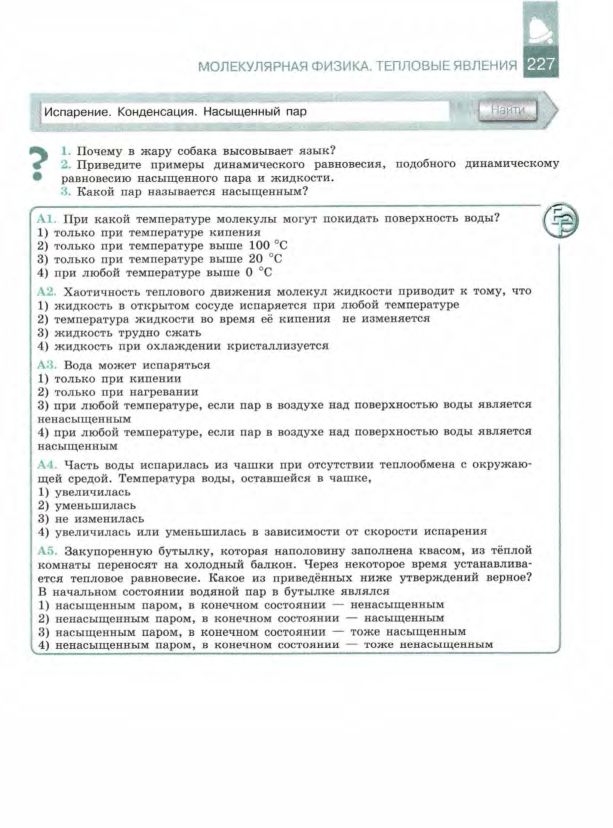 МОЛЕКУЛЯРНАЯ ФИЗИКА. ТЕПЛОВЫЕ ЯВЛЕНИЯ 227
Испарение. Конденсация. Насыщенный пар Найти
? 1. Почему в жару собака высовывает язык?
2. Приведите примеры динамического равновесия, подобного динамическому
равновесию насыщенного пара и жидкости.
3. Какой пар называется насыщенным?
А1. При какой температуре молекулы могут покидать поверхность воды?
1) только при температуре кипения
2) только при температуре выше 100 °С
3) только при температуре выше 20 °С
4) при любой температуре выше 0 °С
А2. Хаотичность теплового движения молекул жидкости приводит к тому, что
1) жидкость в открытом сосуде испаряется при любой температуре
2) температура жидкости во время её кипения не изменяется
3) жидкость трудно сжать
4) жидкость при охлаждении кристаллизуется
А3. Вода может испаряться
1) только при кипении
2) только при нагревании
3) при любой температуре, если пар в воздухе над поверхностью воды является
ненасыщенным
4) при любой температуре, если пар в воздухе над поверхностью воды является
насыщенным
А4. Часть воды испарилась из чашки при отсутствии теплообмена с окружаю-
щей средой. Температура воды, оставшейся в чашке,
1) увеличилась
2) уменьшилась
3) не изменилась
4) увеличилась или уменьшилась в зависимости от скорости испарения
А5. Закупоренную бутылку, которая наполовину заполнена квасом, из тёплой
комнаты переносят на холодный балкон. Через некоторое время устанавлива-
ется тепловое равновесие. Какое из приведённых ниже утверждений верное?
В начальном состоянии водяной пар в бутылке являлся
1) насыщенным паром, в конечном состоянии — ненасыщенным
2) ненасыщенным паром, в конечном состоянии — насыщенным
3) насыщенным паром, в конечном состоянии — тоже насыщенным
4) ненасыщенным паром, в конечном состоянии — тоже ненасыщенным